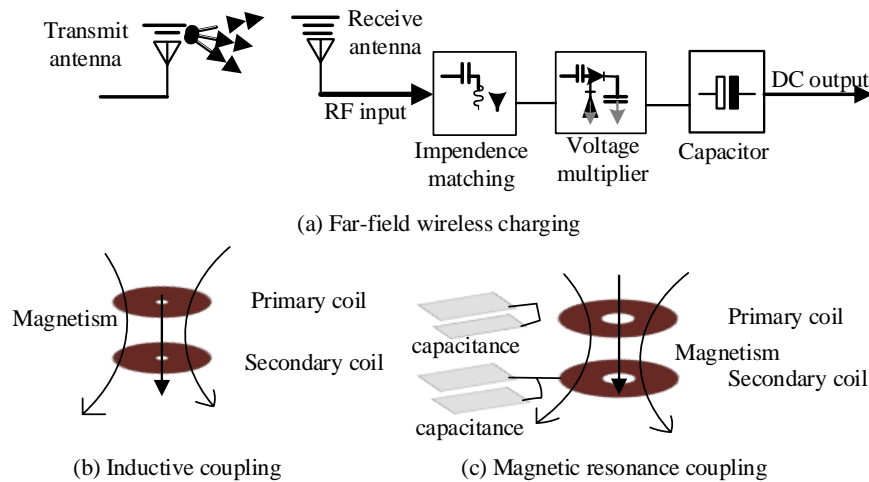 Transmit
antenna
Receive
antenna
RF input
DC output
Impendence
matching
Voltage
multiplier
Capacitor
(a) Far-field wireless charging
Magnetism
Primary coil
Secondary coil
(b) Inductive coupling
capacitance
capacitance
Primary coil
Magnetism
Secondary coil
(c) Magnetic resonance coupling